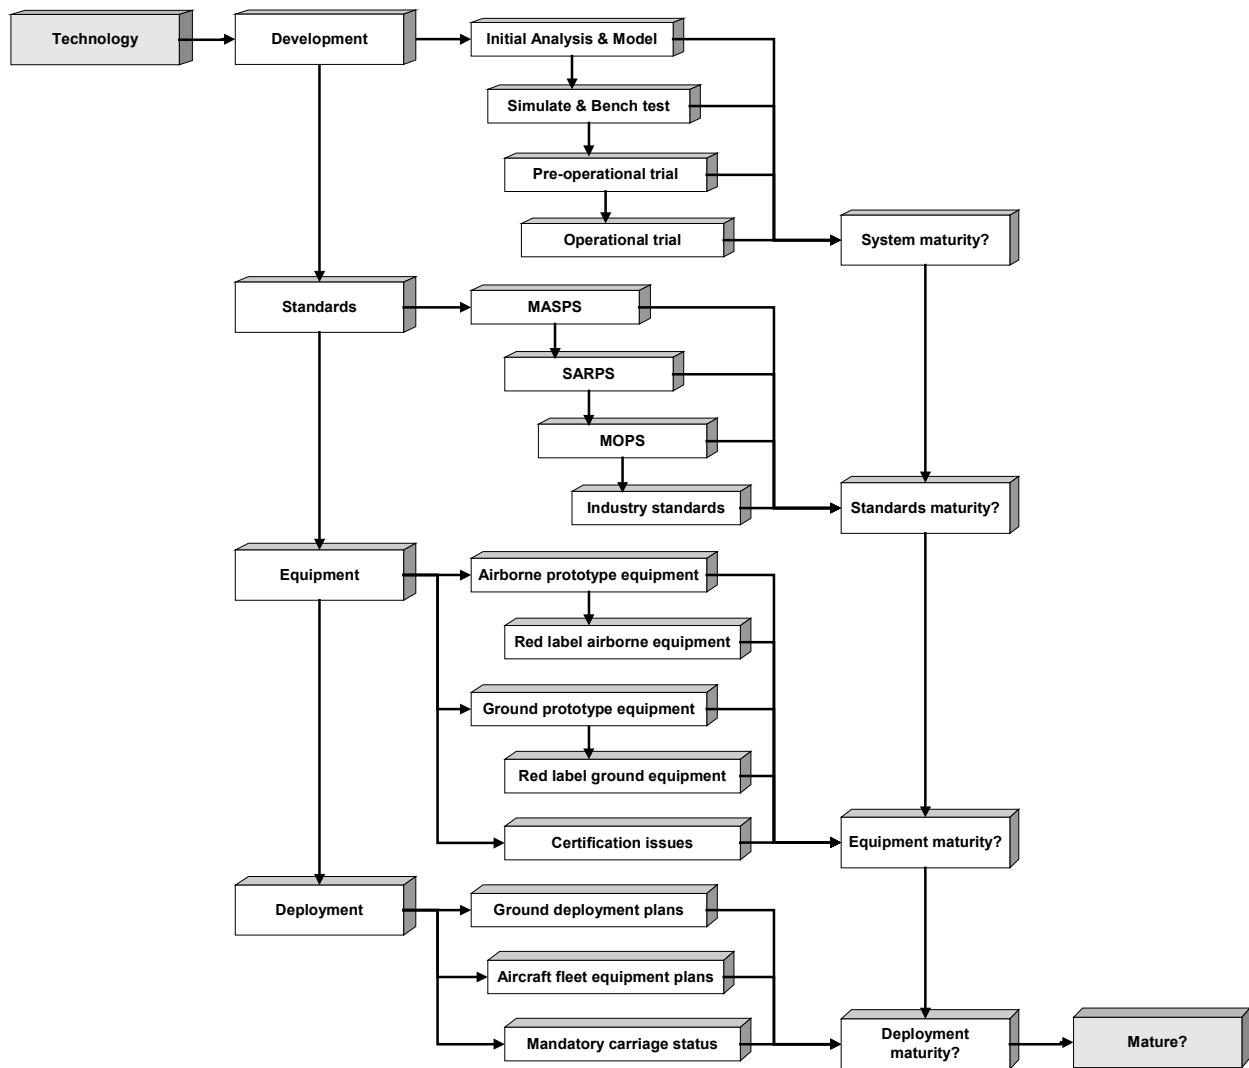 Technology
Development
Initial Analysis & Model
Simulate & Bench test
Pre-operational trial
Operational trial
System maturity?
Standards
MASPS
SARPS
MOPS
Industry standards
Standards maturity?
Equipment
Airborne prototype equipment
Red label airborne equipment
Ground prototype equipment
Red label ground equipment
Certification issues
Equipment maturity?
Deployment
Ground deployment plans
Aircraft fleet equipment plans
Mandatory carriage status
Deployment
maturity?
Mature?